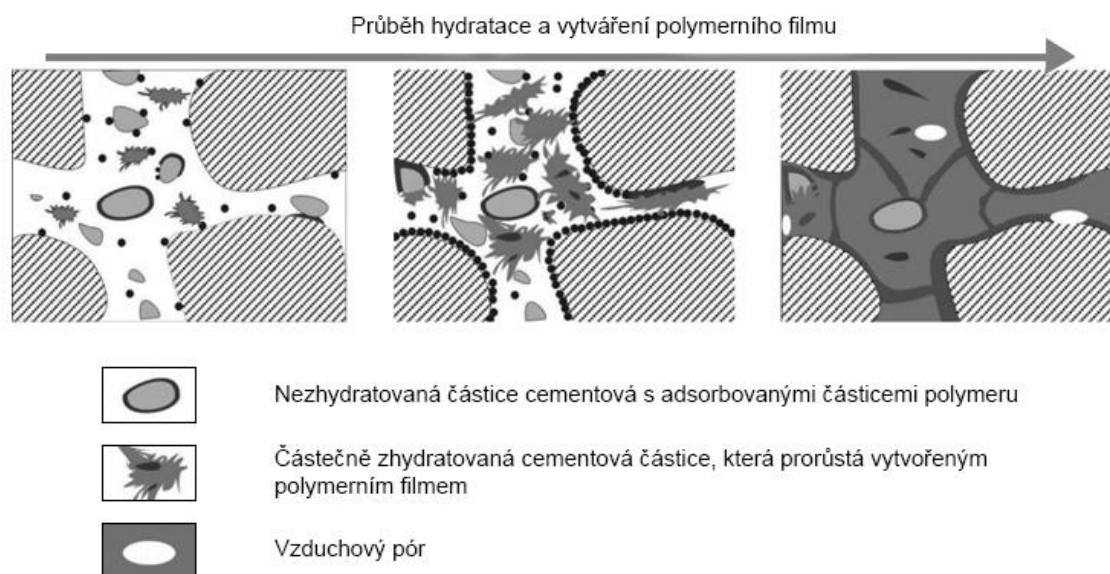 Průběh hydratace a vytváření polymerního filmu
Nezhydratovaná částice cementová s adsorbovanými částicemi polymeru
Částečně zhydratovaná cementová částice, která prorůstá vytvořeným
polymerním filmem
Vzduchový pór